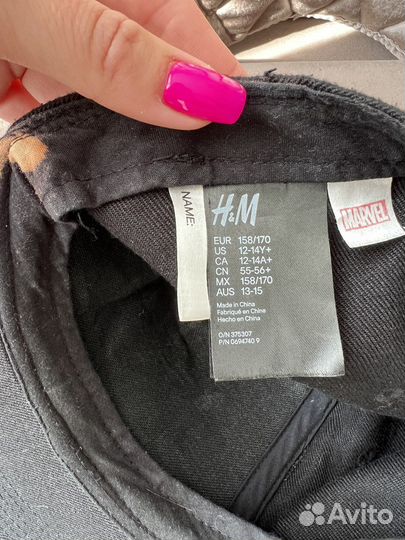 NAME:
H&M
EUR 158/170
US 12-14Y+
CA 12-14A+
CN 55-56+
MX 158/170
AUS 13-15
Made in China
Fabriqué en Chine
Hecho en China
O/N 375307
P/N 0694740 9
MARVEL
Avito